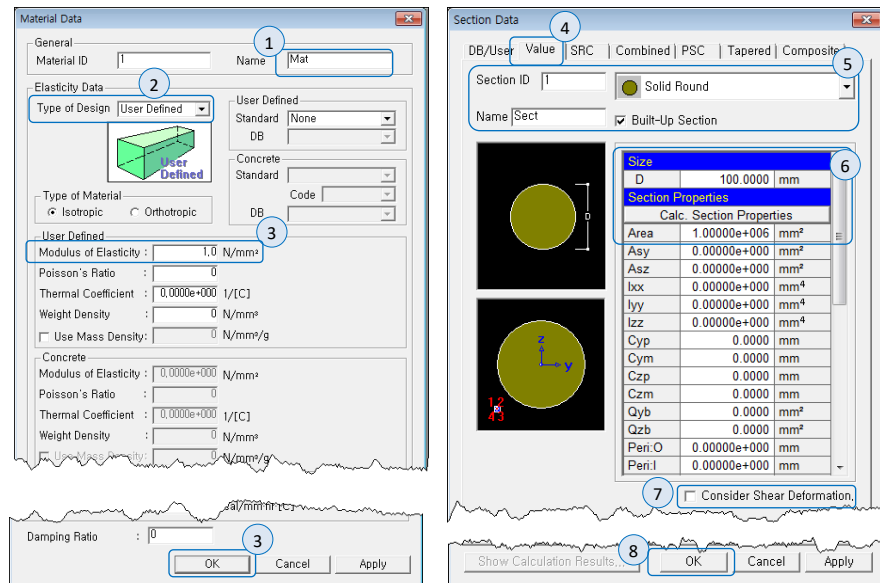 Material Data
General
Material ID 1 Name Mat
1
Elasticity Data
2
Type of Design User Defined
User Defined
User Defined
Standard None
DB
Concrete
Standard
Code
DB
Type of Material
Isotropic Orthotropic
User Defined
3
Modulus of Elasticity : 1,0 N/mm²
Poisson's Ratio : 0
Thermal Coefficient : 0,0000e+000 1/[C]
Weight Density : 0 N/mm³
Use Mass Density: 0 N/mm³/g
Concrete
Modulus of Elasticity : 0,0000e+000 N/mm²
Poisson's Ratio : 0
Thermal Coefficient : 0,0000e+000 1/[C]
Weight Density : 0 N/mm³
Use Mass Density: 0 N/mm³/g
Damping Ratio : 0
3
OK Cancel Apply
Section Data
4
DB/User Value SRC Combined PSC Tapered Composite
5
Section ID 1 Solid Round
Name Sect Built-Up Section
D
z
y
1 2
4 3
6
Size
D 100.0000 mm
Section Properties
Calc. Section Properties
Area 1.00000e+006 mm²
Asy 0.00000e+000 mm²
Asz 0.00000e+000 mm²
Ixx 0.00000e+000 mm⁴
Iyy 0.00000e+000 mm⁴
Izz 0.00000e+000 mm⁴
Cyp 0.0000 mm
Cym 0.0000 mm
Czp 0.0000 mm
Czm 0.0000 mm
Qyb 0.0000 mm²
Qzb 0.0000 mm²
Peri:O 0.00000e+000 mm
Peri:I 0.00000e+000 mm
7
Consider Shear Deformation,
8
Show Calculation Results... OK Cancel Apply